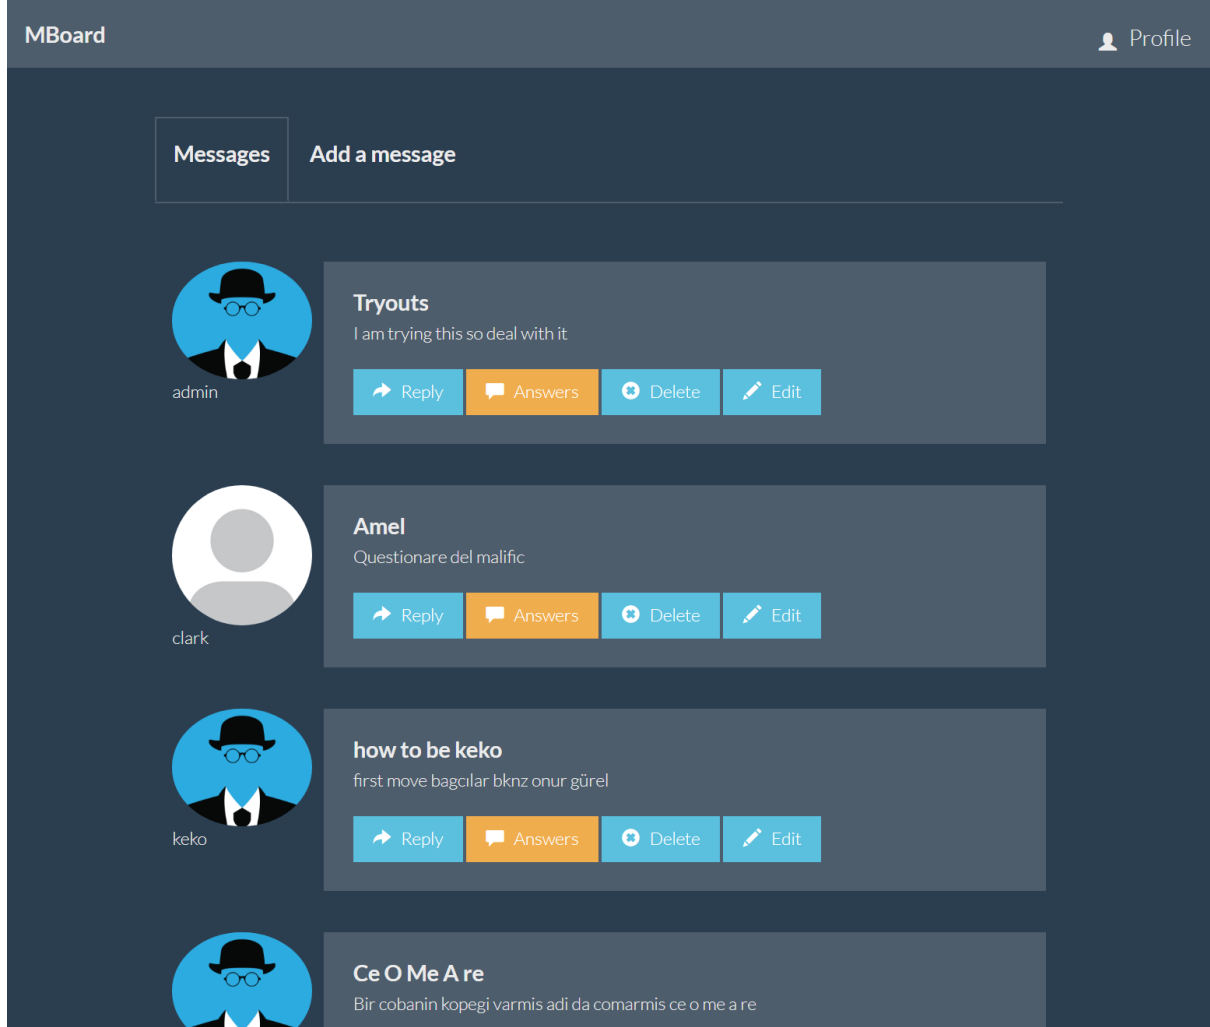 MBoard
Profile
Messages
Add a message
Tryouts
I am trying this so deal with it
admin
Reply
Answers
Delete
Edit
Amel
Questionare del malific
clark
Reply
Answers
Delete
Edit
how to be keko
first move bagcılar bknz onur gürel
keko
Reply
Answers
Delete
Edit
Ce O Me A re
Bir cobanin kopegi varmis adi da comarmis ce o me a re